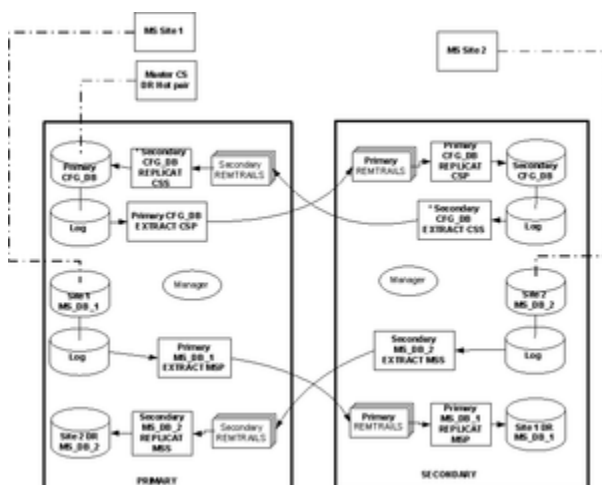 MS Site 1
MS Site 2
Master CS
DR Hot pair
Primary
CFG_DB
* Secondary
CFG_DB
REPLICAT
CSS
Secondary
REMTRAILS
Primary
REMTRAILS
Primary
CFG_DB
REPLICAT
CSP
Secondary
CFG_DB
Log
Primary CFG_DB
EXTRACT CSP
* Secondary
CFG_DB
EXTRACT CSS
Log
Site 1
MS_DB_1
Manager
Manager
Site 2
MS_DB_2
Log
Primary
MS_DB_1
EXTRACT MSP
Secondary
MS_DB_2
EXTRACT MSS
Log
Site 2 DR
MS_DB_2
Secondary
MS_DB_2
REPLICAT
MSS
Secondary
REMTRAILS
Primary
REMTRAILS
Primary
MS_DB_1
REPLICAT
MSP
Site 1 DR
MS_DB_1
PRIMARY
SECONDARY